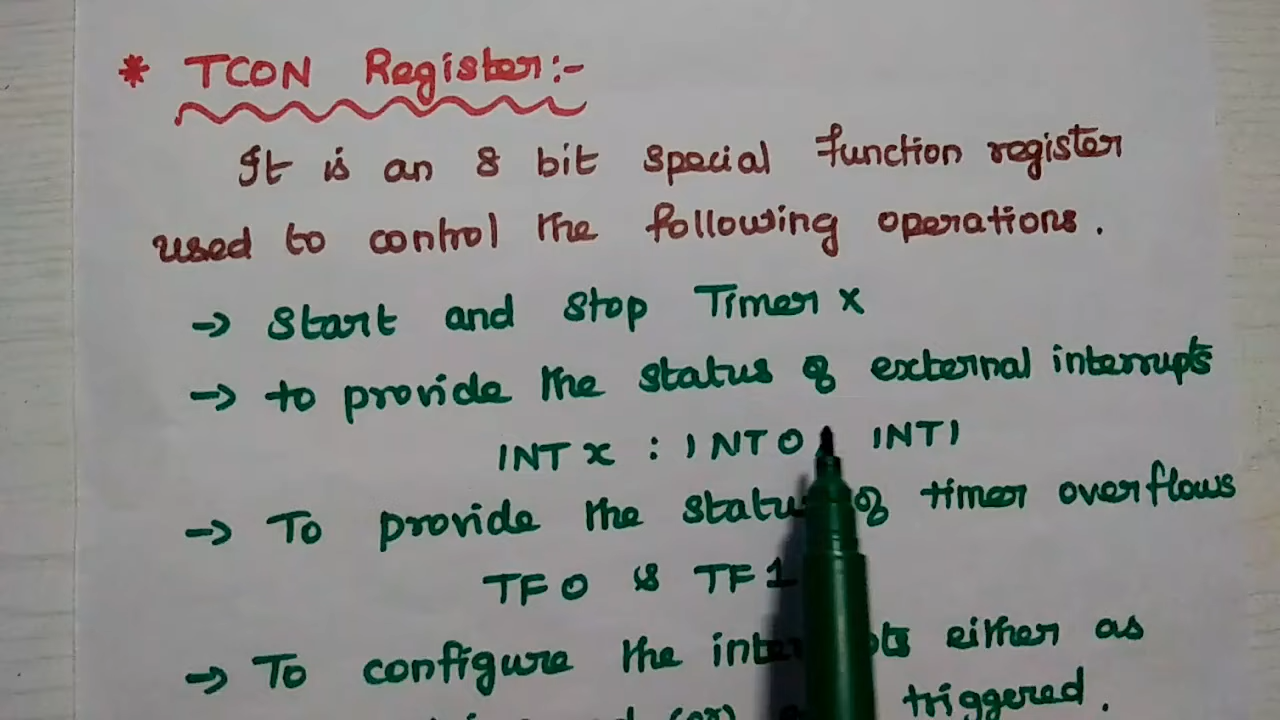 * TCON Register:-
It is an 8 bit special function register
used to control the following operations.
→ Start and stop Timer x
→ to provide the status of external interrupts
INT x : INT0 INT1
→ To provide the status of timer overflows
TF0 & TF1
→ To configure the either as
(or) triggered.